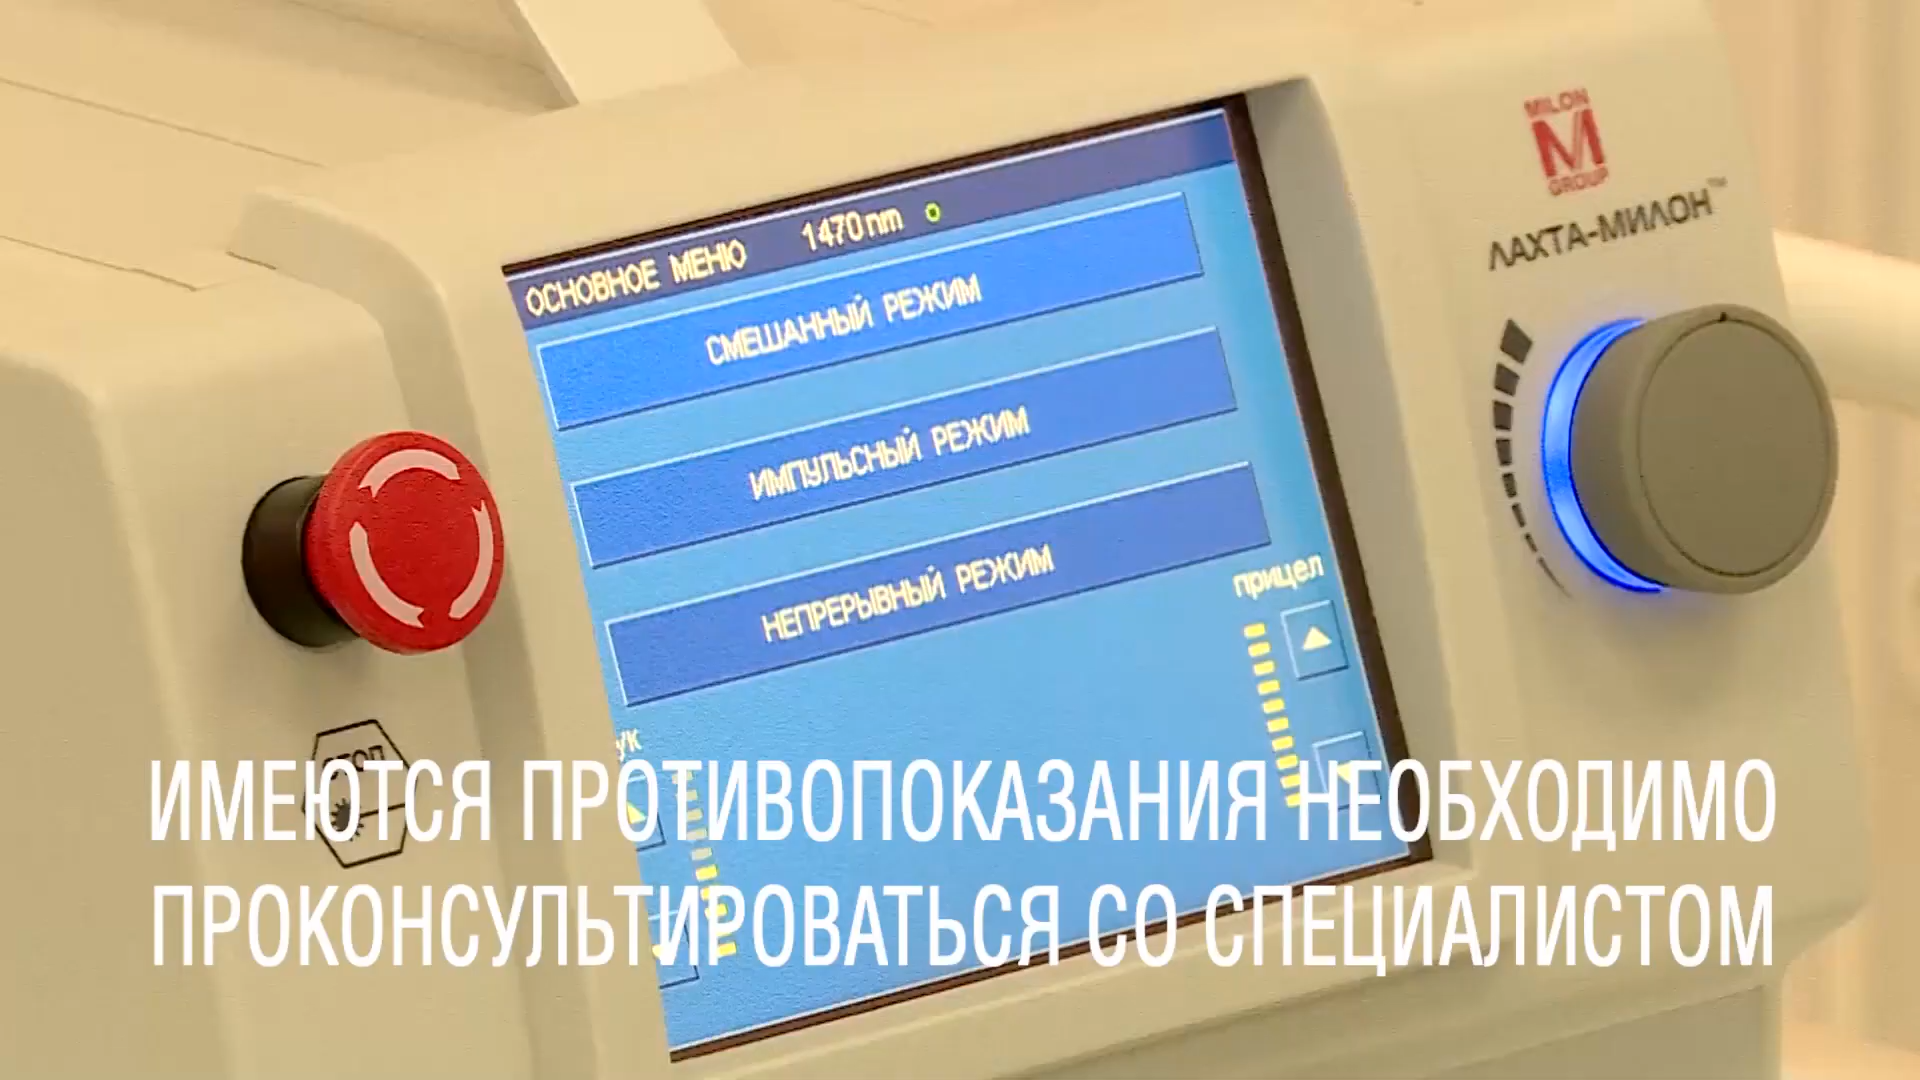 MILON
M
GROUP
ЛАХТА-МИЛОН™
ОСНОВНОЕ МЕНЮ 1470 nm
СМЕШАННЫЙ РЕЖИМ
ИМПУЛЬСНЫЙ РЕЖИМ
НЕПРЕРЫВНЫЙ РЕЖИМ
прицел
ИМЕЮТСЯ ПРОТИВОПОКАЗАНИЯ НЕОБХОДИМО
ПРОКОНСУЛЬТИРОВАТЬСЯ СО СПЕЦИАЛИСТОМ